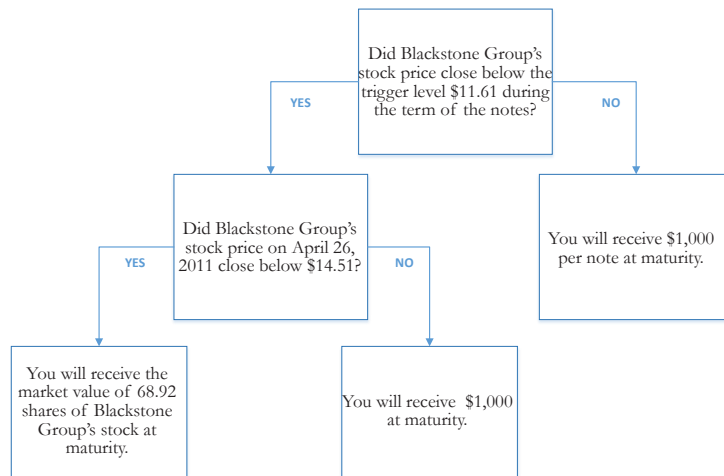 Did Blackstone Group's
stock price close below the
trigger level $11.61 during
the term of the notes?
YES
NO
Did Blackstone Group's
stock price on April 26,
2011 close below $14.51?
You will receive $1,000
per note at maturity.
YES
NO
You will receive the
market value of 68.92
shares of Blackstone
Group's stock at
maturity.
You will receive $1,000
at maturity.